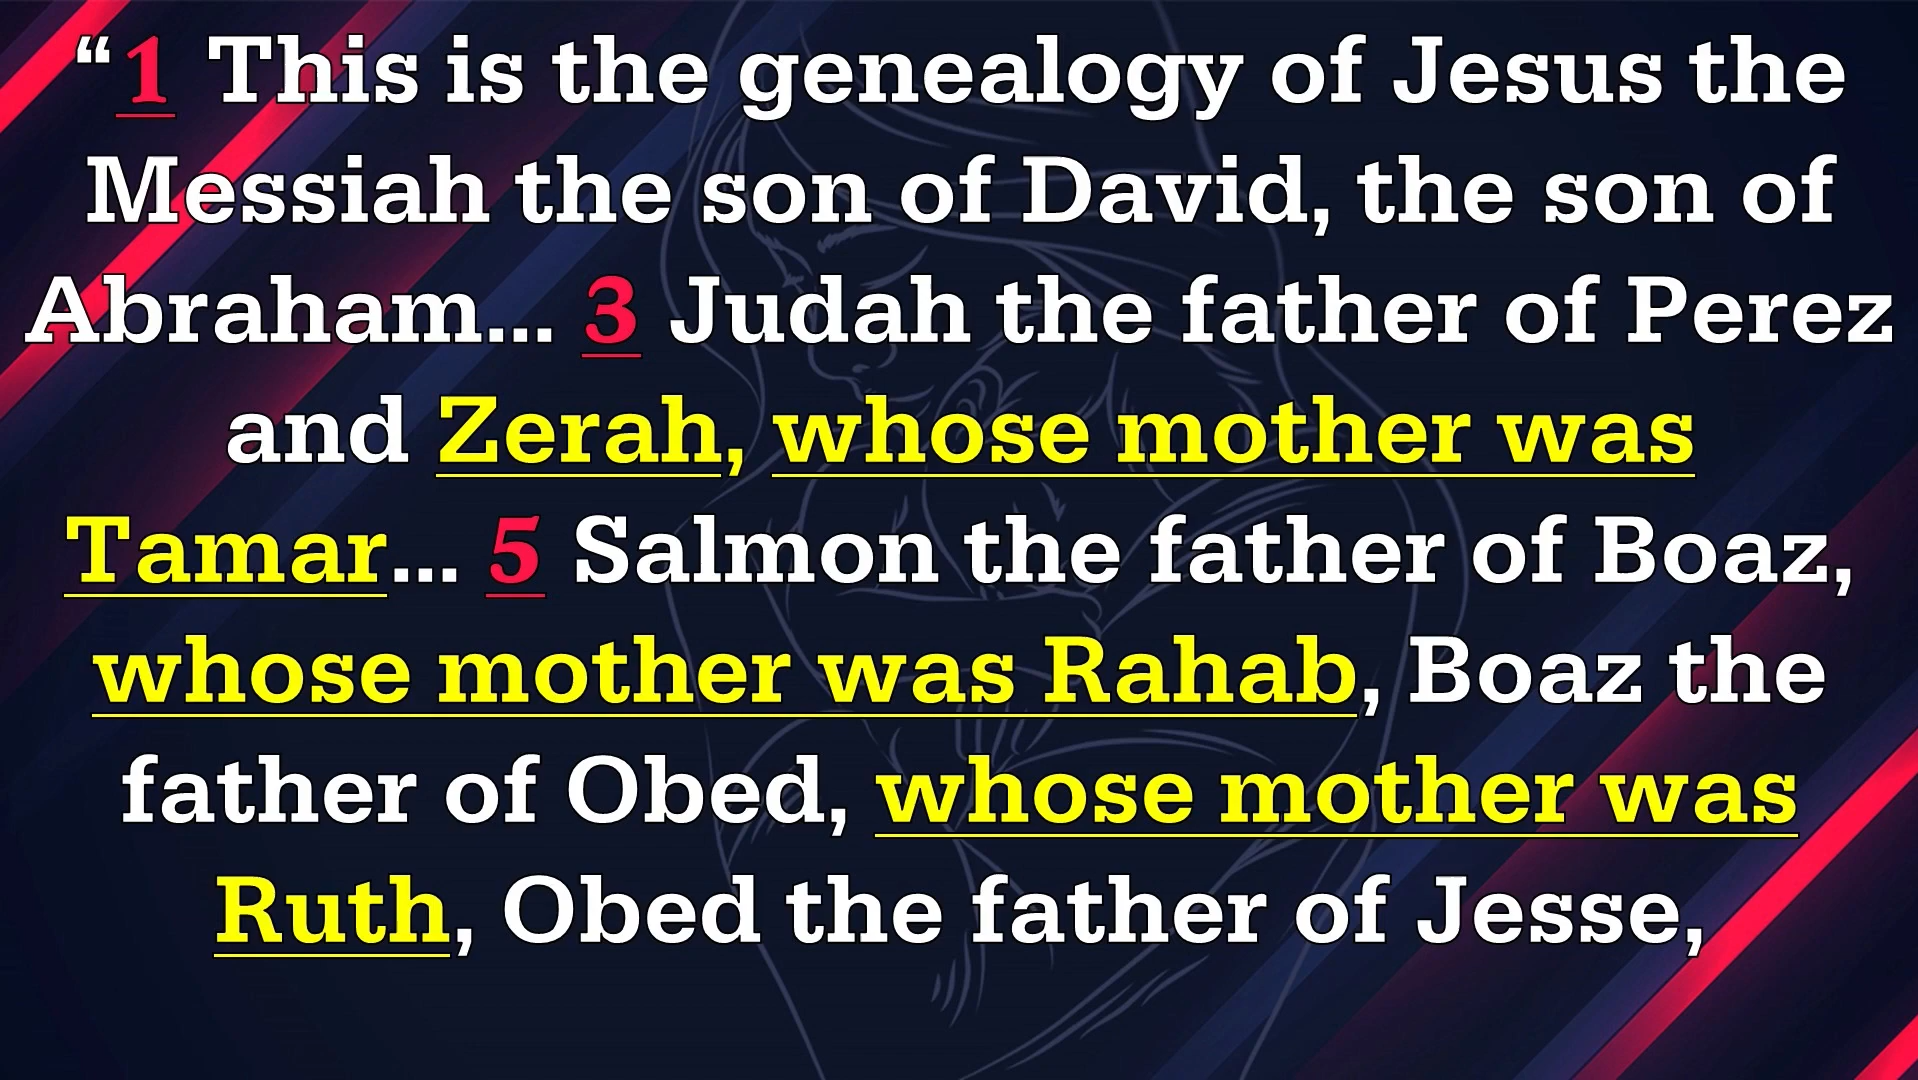 “1 This is the genealogy of Jesus the
Messiah the son of David, the son of
Abraham... 3 Judah the father of Perez
and Zerah, whose mother was
Tamar... 5 Salmon the father of Boaz,
whose mother was Rahab, Boaz the
father of Obed, whose mother was
Ruth, Obed the father of Jesse,